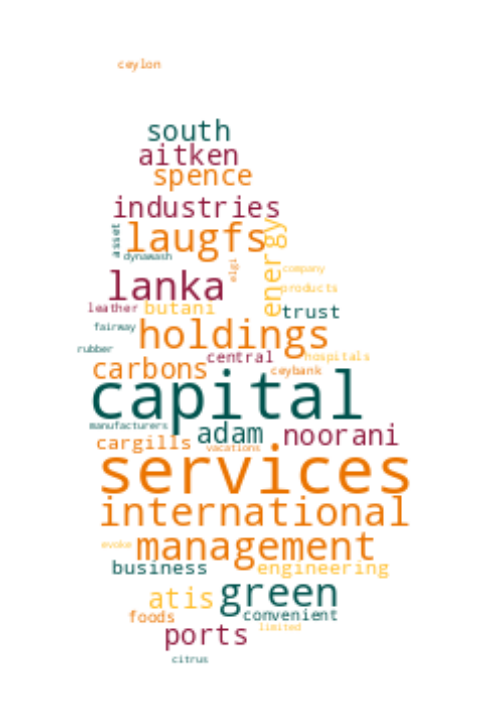 ceylon
south
aitken
spence
industries
asset
laugfs
energy
dynawash
elgi
company
lanka
products
leather
butani
trust
fairway
holdings
rubber
central
hospitals
carbons
ceybank
capital
manufacturers
adam
noorani
cargills
vacations
services
international
evoke
management
business
engineering
atis
green
foods
convenient
limited
ports
citrus